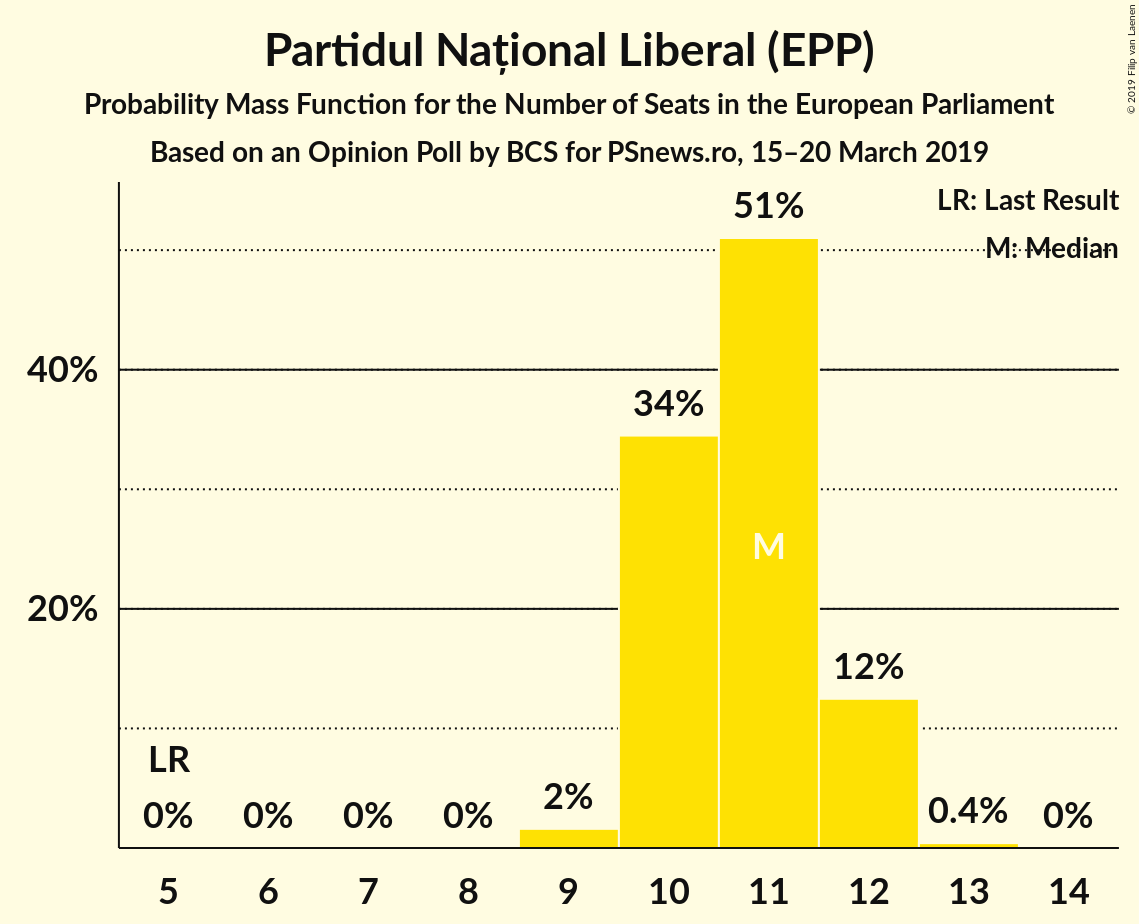 Partidul Național Liberal (EPP)
Probability Mass Function for the Number of Seats in the European Parliament
Based on an Opinion Poll by BCS for PSnews.ro, 15–20 March 2019
© 2019 Filip van Laenen
LR: Last Result
M: Median
51%
40%
34%
M
20%
12%
LR
0%
0%
0%
0%
2%
0.4%
0%
5 6 7 8 9 10 11 12 13 14